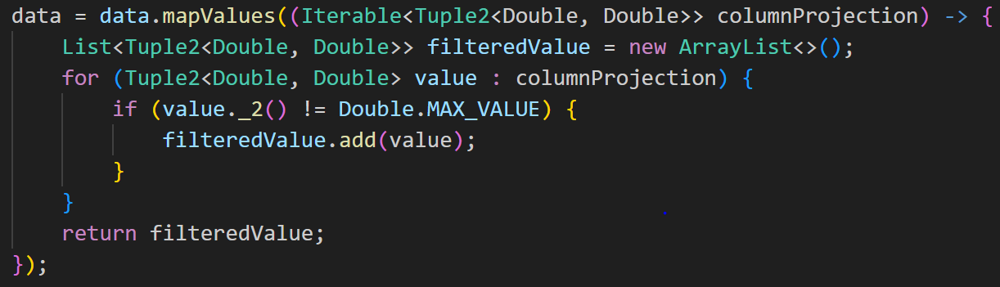 data = data.mapValues((Iterable<Tuple2<Double, Double>> columnProjection) -> {
    List<Tuple2<Double, Double>> filteredValue = new ArrayList<>();
    for (Tuple2<Double, Double> value : columnProjection) {
        if (value._2() != Double.MAX_VALUE) {
            filteredValue.add(value);
        }
    }
    return filteredValue;
});